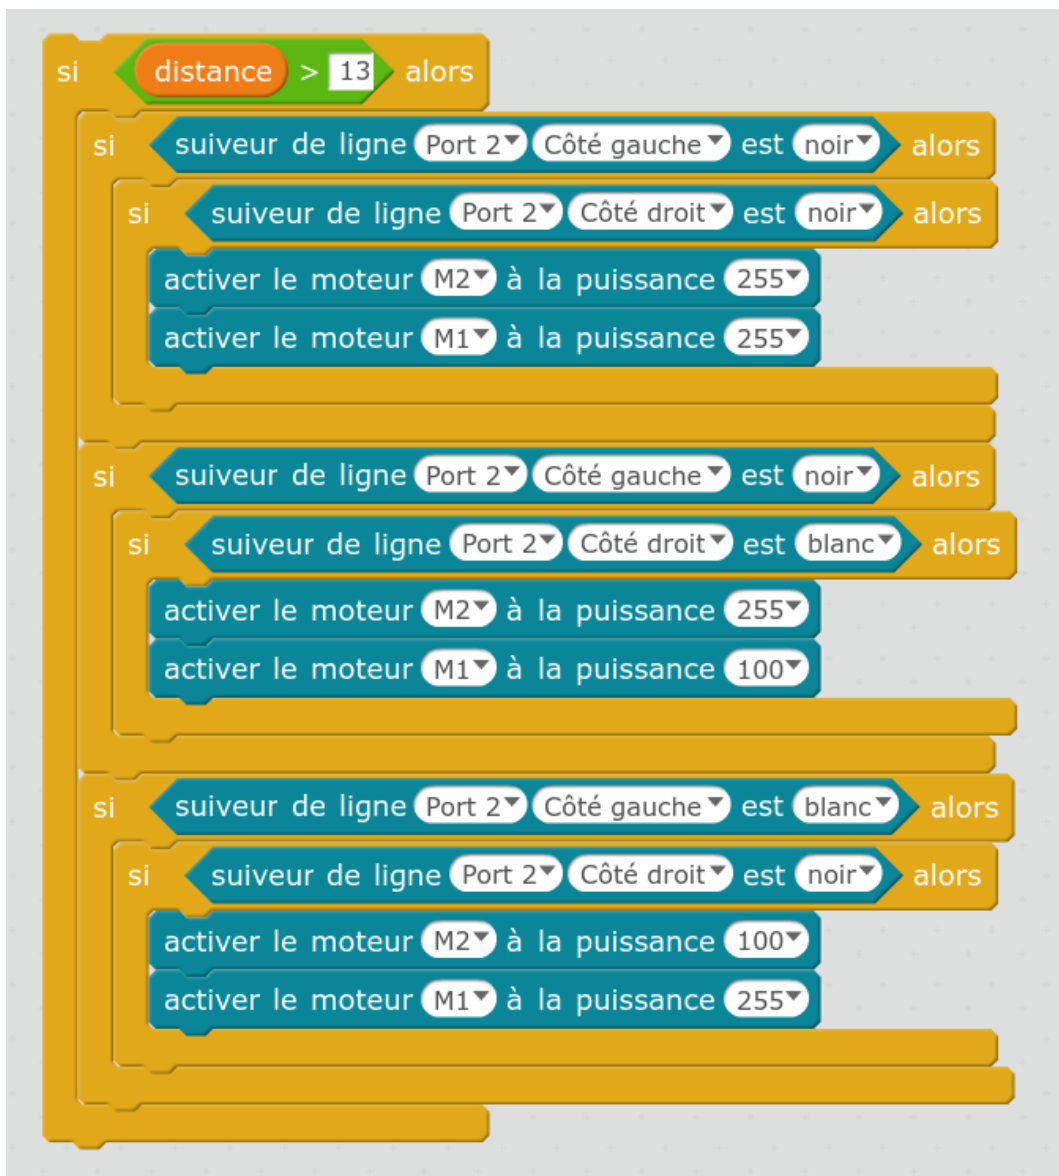 si distance > 13 alors
si suiveur de ligne Port 2 Côté gauche est noir alors
si suiveur de ligne Port 2 Côté droit est noir alors
activer le moteur M2 à la puissance 255
activer le moteur M1 à la puissance 255
si suiveur de ligne Port 2 Côté gauche est noir alors
si suiveur de ligne Port 2 Côté droit est blanc alors
activer le moteur M2 à la puissance 255
activer le moteur M1 à la puissance 100
si suiveur de ligne Port 2 Côté gauche est blanc alors
si suiveur de ligne Port 2 Côté droit est noir alors
activer le moteur M2 à la puissance 100
activer le moteur M1 à la puissance 255